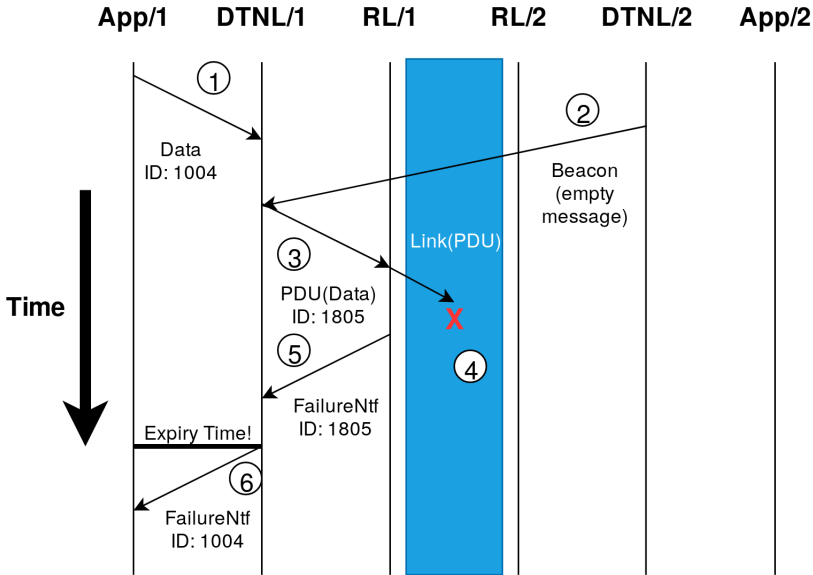 App/1 DTNL/1 RL/1 RL/2 DTNL/2 App/2
1
2
Data
ID: 1004
Beacon
(empty
message)
Link(PDU)
3
PDU(Data)
ID: 1805
Time
X
5
4
FailureNtf
ID: 1805
Expiry Time!
6
FailureNtf
ID: 1004